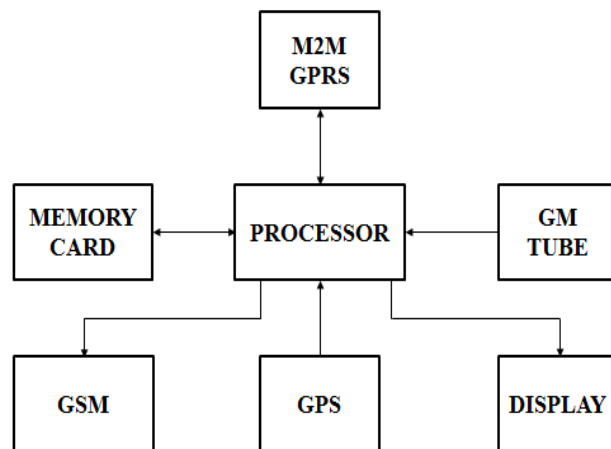 M2M
GPRS
MEMORY
CARD
PROCESSOR
GM
TUBE
GSM
GPS
DISPLAY